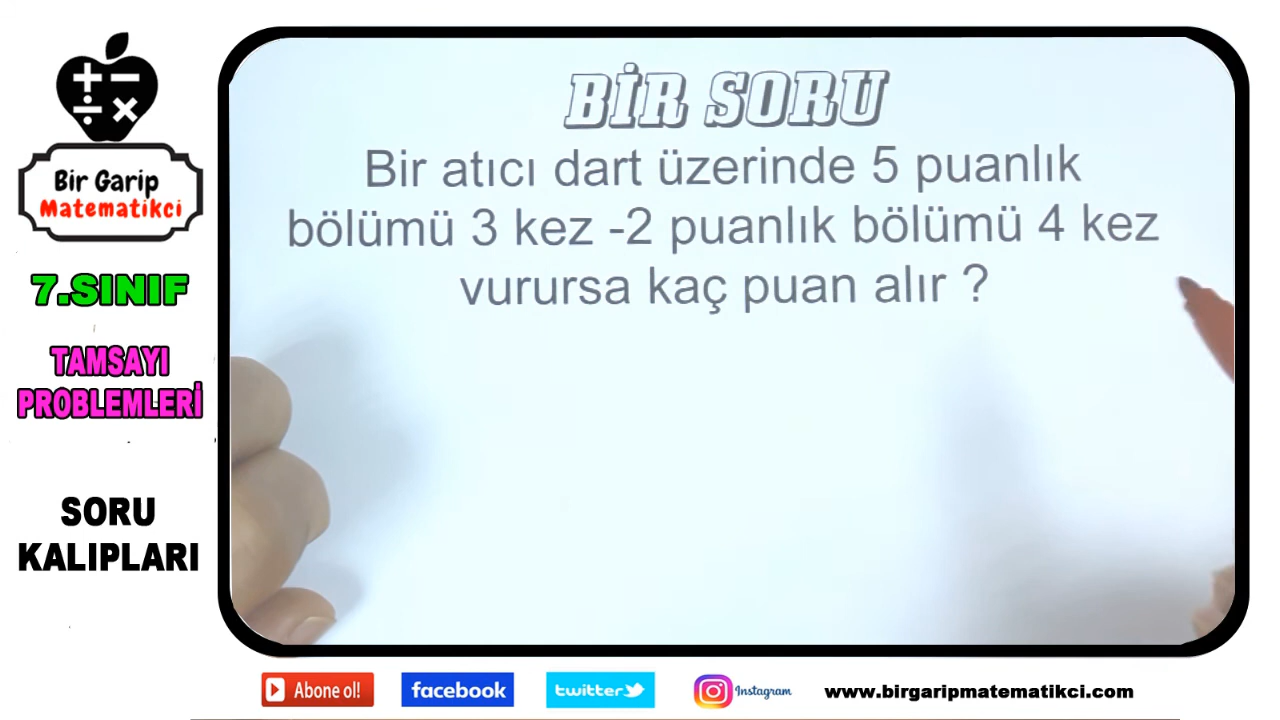 Bir Garip
Matematikci
7.SINIF
TAMSAYI
PROBLEMLERİ
SORU
KALIPLARI
BİR SORU
Bir atıcı dart üzerinde 5 puanlık
bölümü 3 kez -2 puanlık bölümü 4 kez
vurursa kaç puan alır ?
Abone ol!
facebook
twitter
Instagram
www.birgaripmatematikci.com